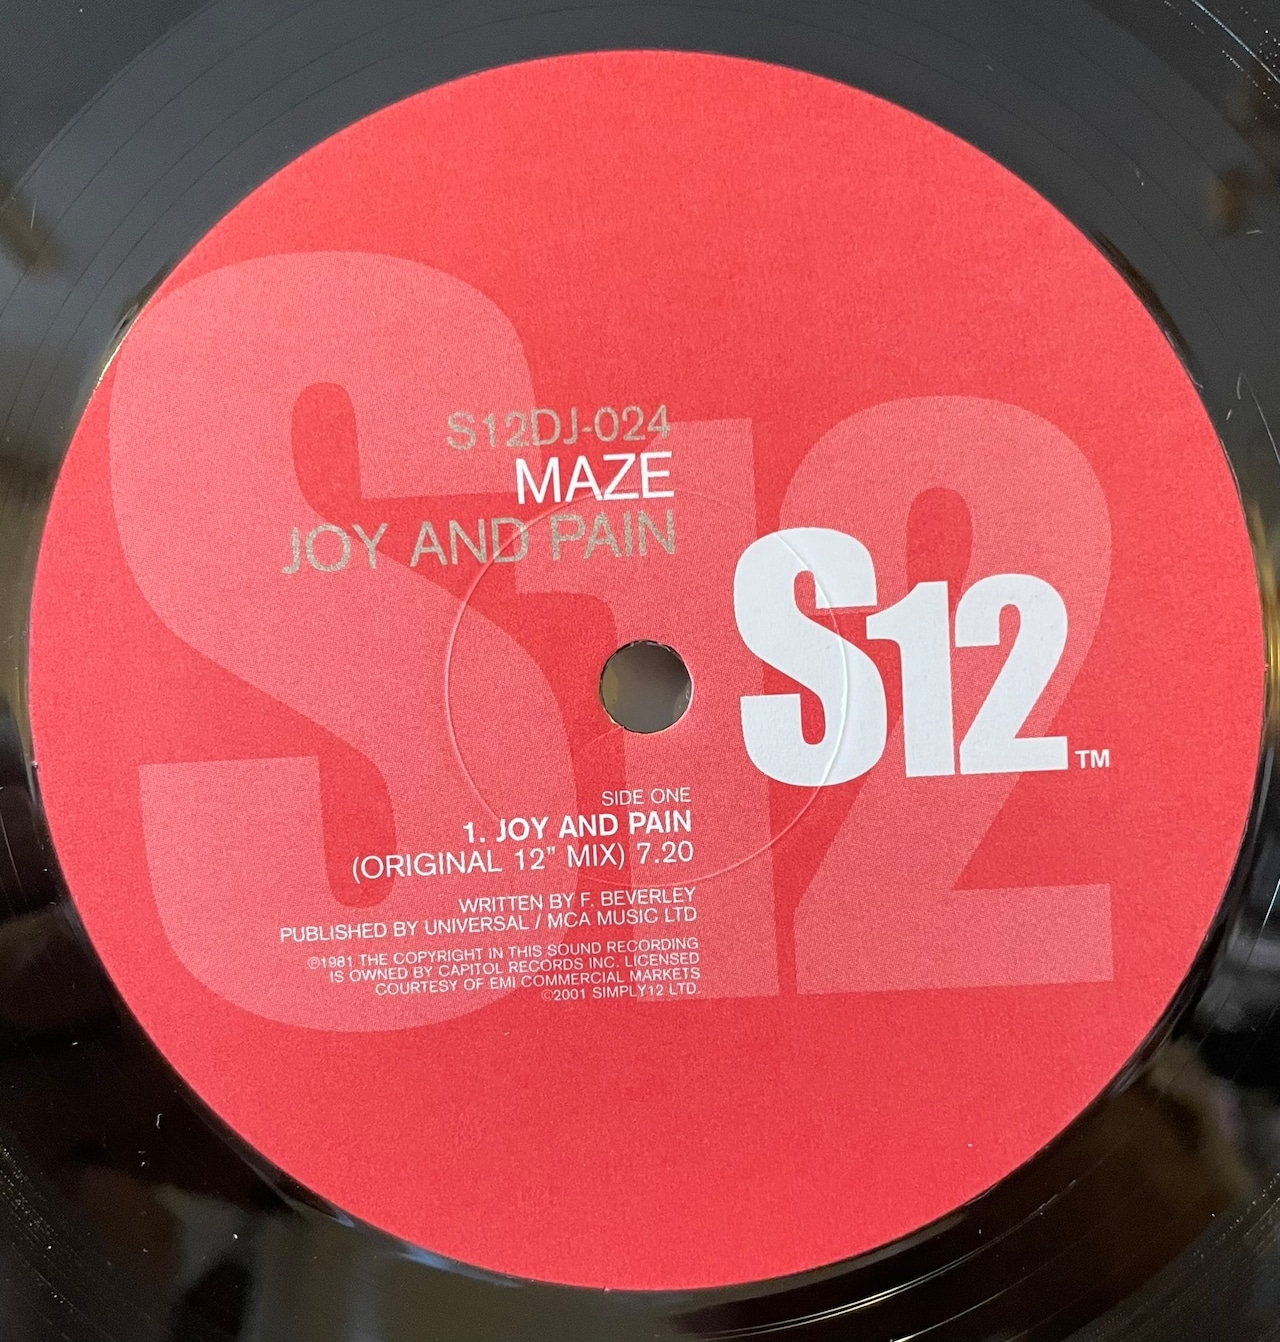 S12DJ-024
MAZE
JOY AND PAIN
S12
S12™
SIDE ONE
1. JOY AND PAIN
(ORIGINAL 12” MIX) 7.20
WRITTEN BY F. BEVERLEY
PUBLISHED BY UNIVERSAL / MCA MUSIC LTD
℗1981 THE COPYRIGHT IN THIS SOUND RECORDING
IS OWNED BY CAPITOL RECORDS INC. LICENSED
COURTESY OF EMI COMMERCIAL MARKETS
©2001 SIMPLY12 LTD.